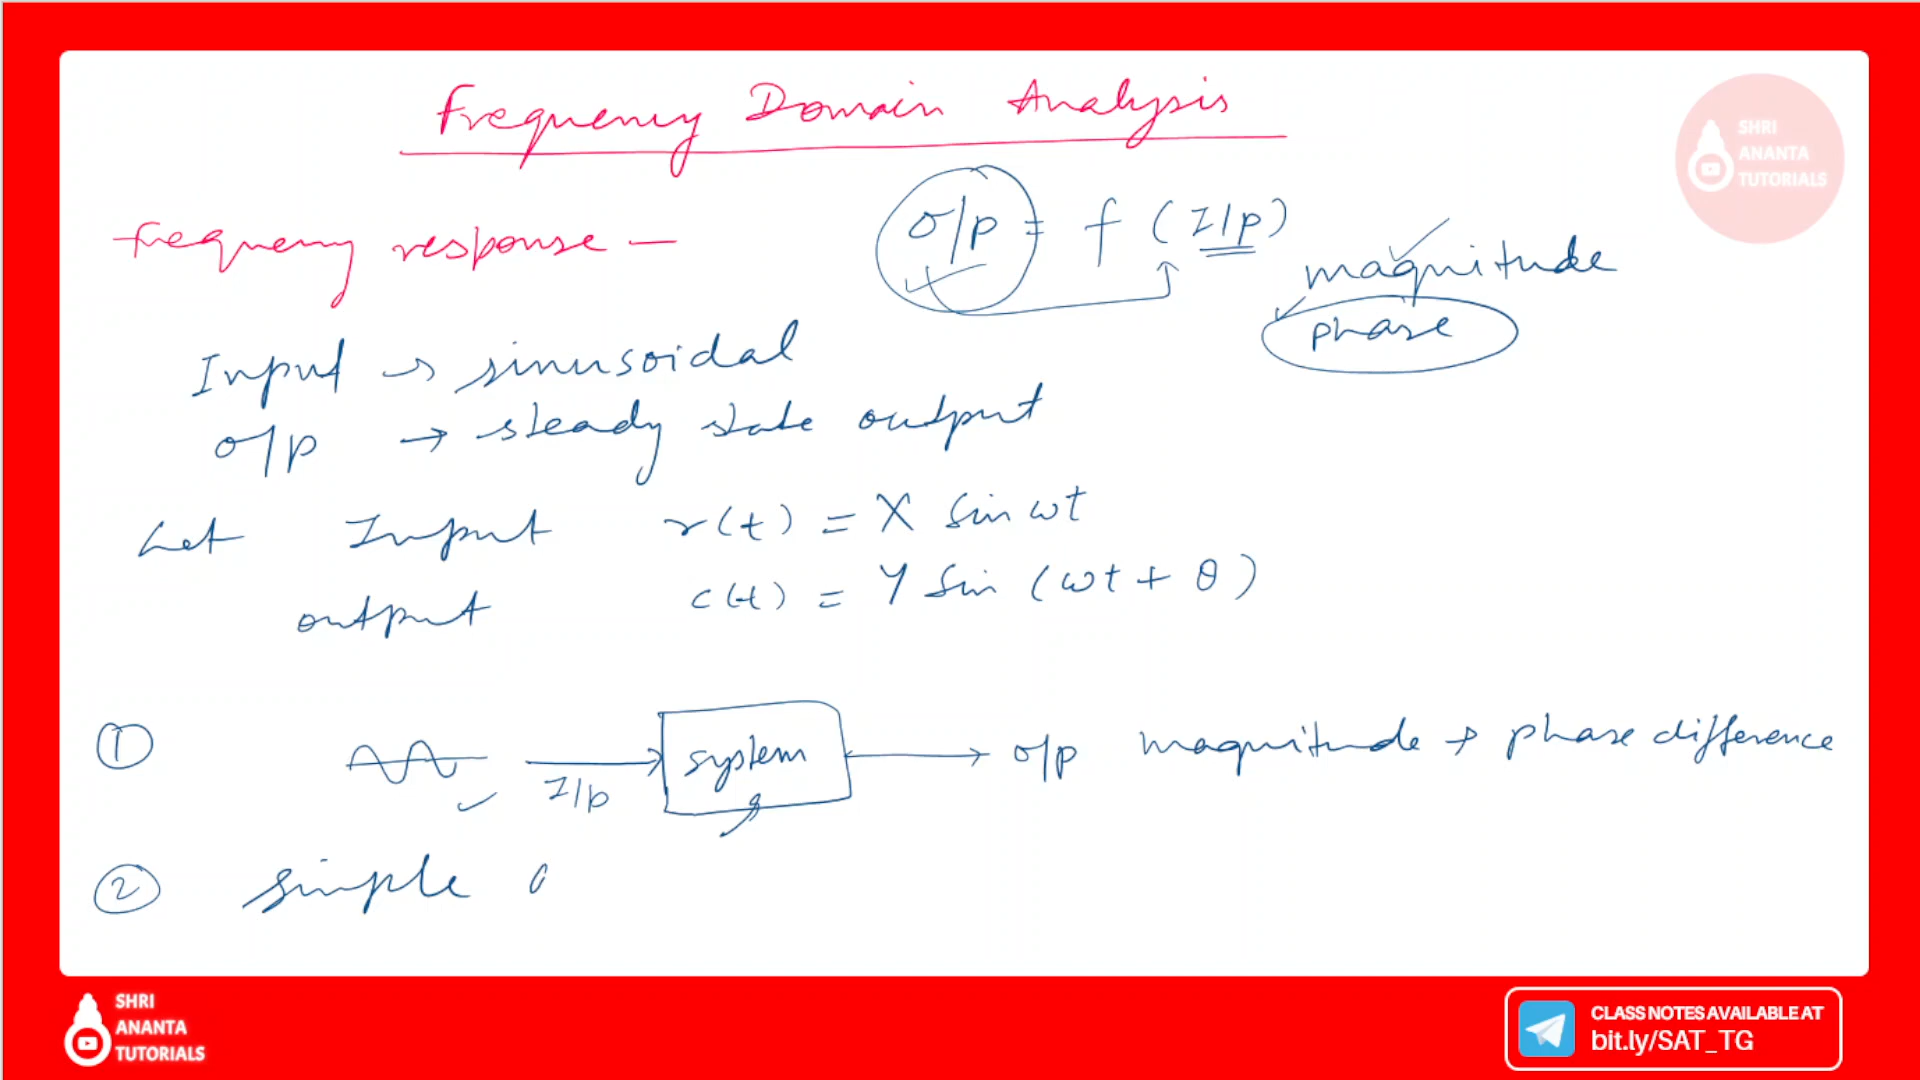 Frequency Domain Analysis
SHRI
ANANTA
TUTORIALS
frequency response —
o/p = f (I/p)
magnitude
phase
Input → sinusoidal
o/p → steady state output
Let Input r(t) = X sin ωt
output c(t) = Y sin (ωt + θ)
① I/p system o/p magnitude → phase difference
② simple
SHRI
ANANTA
TUTORIALS
CLASS NOTES AVAILABLE AT
bit.ly/SAT_TG